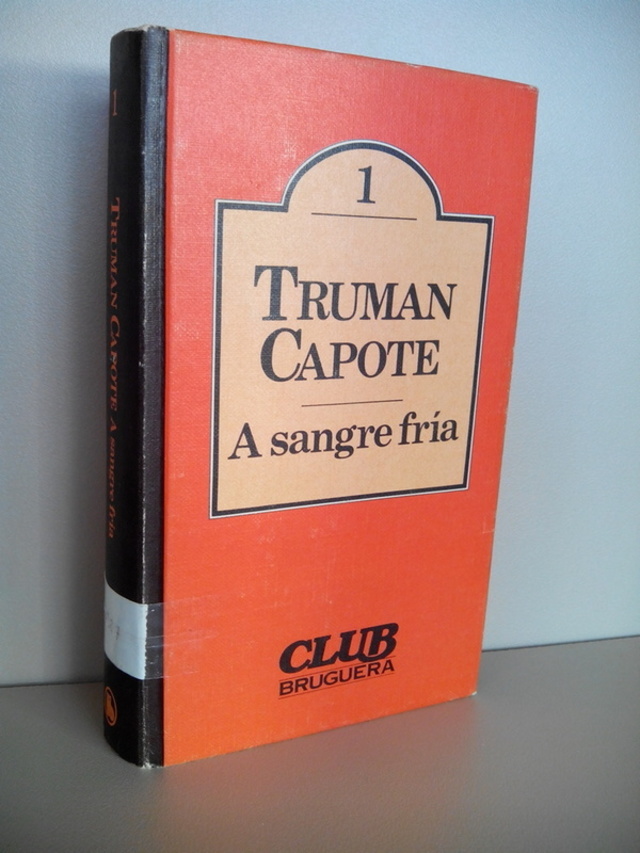 1
TRUMAN
CAPOTE
A sangre fría
CLUB
BRUGUERA
1
TRUMAN CAPOTE A sangre fría